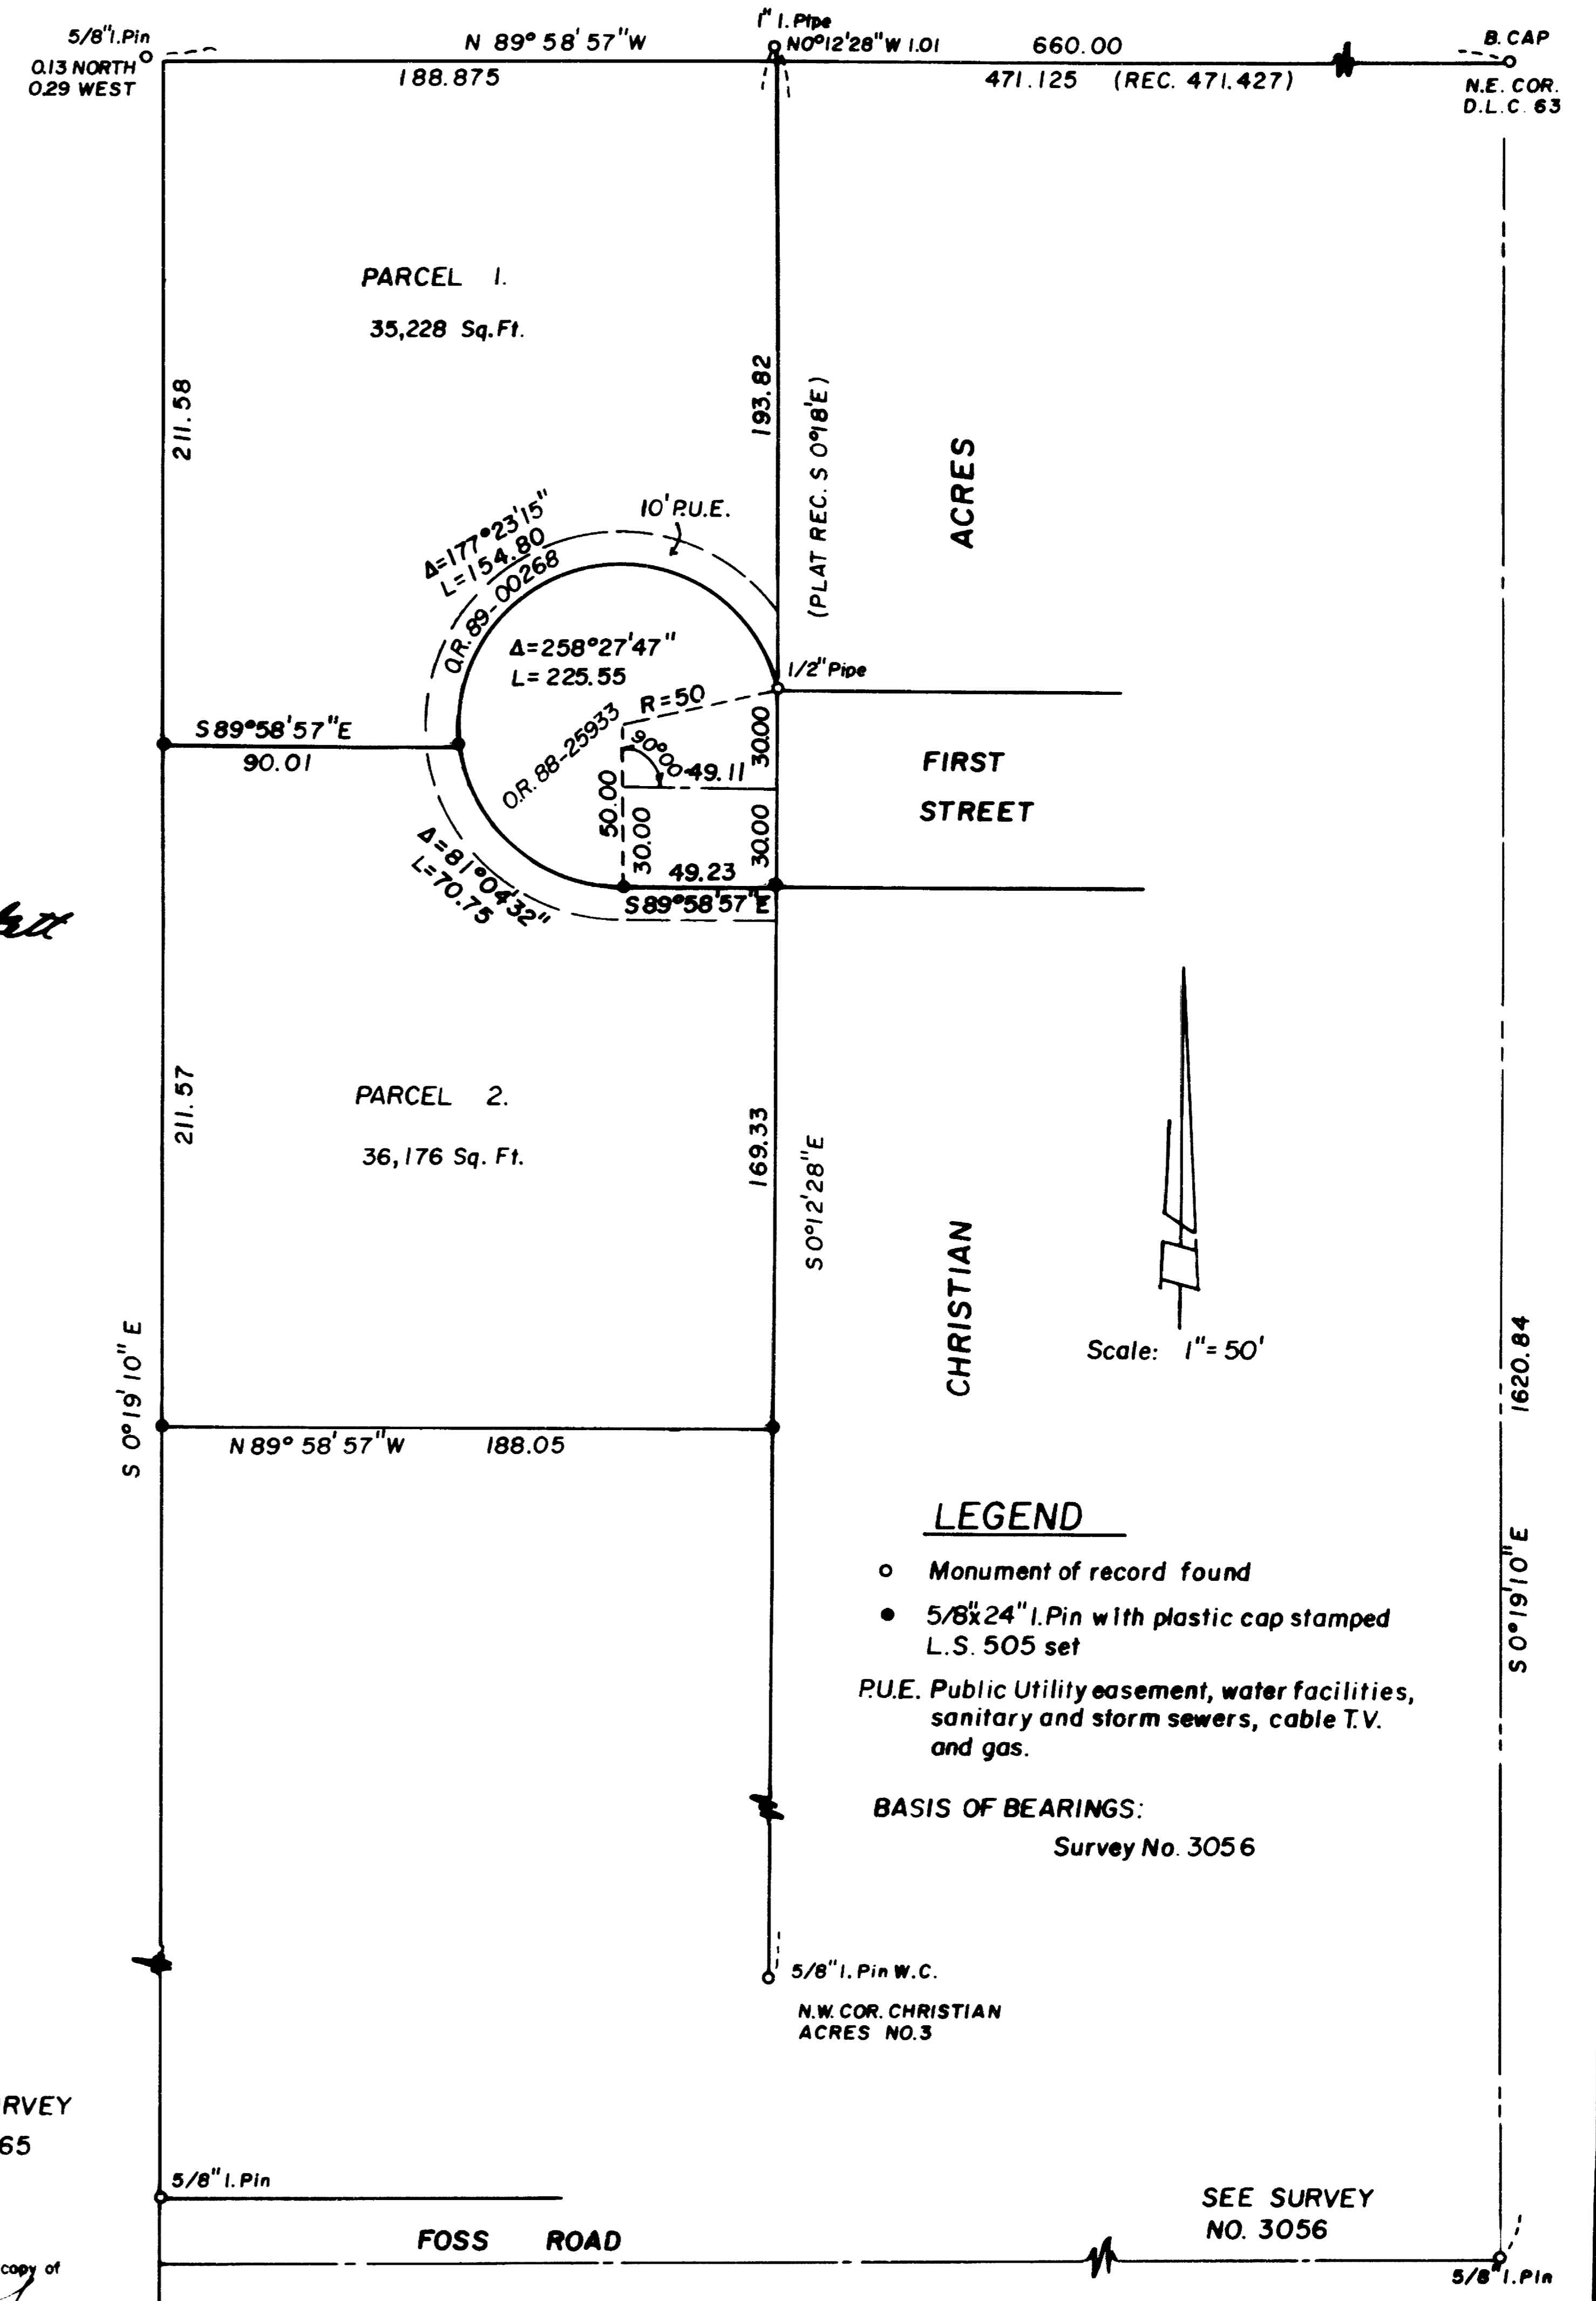 5/8" I.Pin
0.13 NORTH
0.29 WEST
N 89° 58' 57" W
188.875
1" I. Pipe
N0°12'28" W 1.01
660.00
471.125 (REC. 471.427)
B. CAP
N.E. COR.
D.L.C. 63
PARCEL 1.
35,228 Sq.Ft.
211.58
193.82
(PLAT REC. S 0°18'E)
ACRES
10' P.U.E.
Δ=177°23'15"
L=154.80
O.R. 89-00268
Δ=258°27'47"
L=225.55
1/2" Pipe
R=50
O.R. 88-25933
90°00'
49.11
30.00
S89°58'57"E
90.01
50.00
30.00
30.00
49.23
S89°58'57"E
Δ=81°04'32"
L=70.75
FIRST
STREET
PARCEL 2.
36,176 Sq. Ft.
211.57
169.33
S0°12'28"E
CHRISTIAN
Scale: 1"= 50'
S 0°19'10" E
N 89° 58' 57" W 188.05
1620.84
S 0°19'10" E
LEGEND
Monument of record found
5/8"x24" I.Pin with plastic cap stamped
L.S. 505 set
P.U.E. Public Utility easement, water facilities,
sanitary and storm sewers, cable T.V.
and gas.
BASIS OF BEARINGS:
Survey No. 3056
5/8" I. Pin W.C.
N.W. COR. CHRISTIAN
ACRES NO.3
RVEY
65
5/8" I. Pin
FOSS ROAD
SEE SURVEY
NO. 3056
5/8" I. Pin
copy of